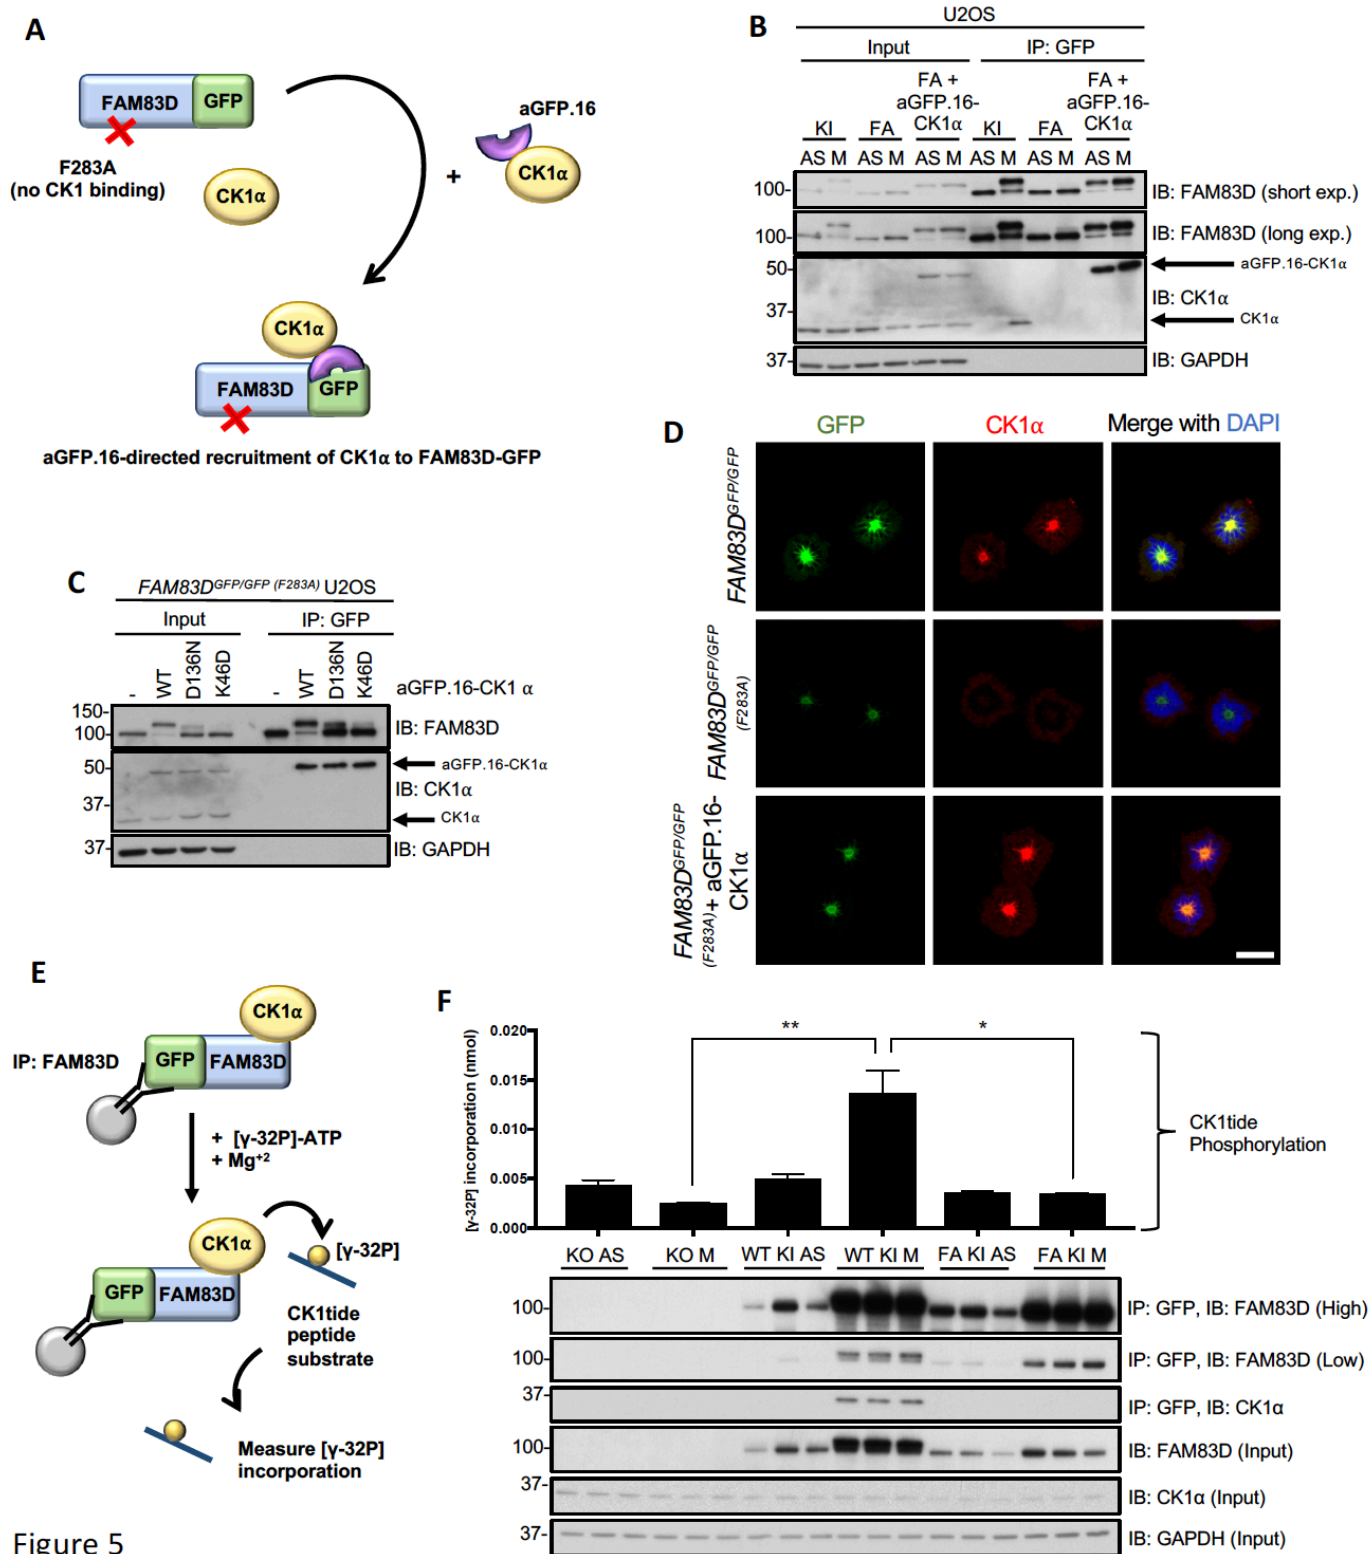 A
FAM83D
GFP
F283A
(no CK1 binding)
CK1α
+
aGFP.16
CK1α
CK1α
FAM83D
GFP
aGFP.16-directed recruitment of CK1α to FAM83D-GFP
B
U2OS
Input
IP: GFP
KI
FA
FA +
aGFP.16-
CK1α
KI
FA
FA +
aGFP.16-
CK1α
AS M AS M AS M AS M AS M AS M
100-
IB: FAM83D (short exp.)
100-
IB: FAM83D (long exp.)
50-
aGFP.16-CK1α
IB: CK1α
37-
CK1α
37-
IB: GAPDH
C
FAM83D^GFP/GFP (F283A) U2OS
Input
IP: GFP
- WT D136N K46D - WT D136N K46D
aGFP.16-CK1 α
150-
100-
IB: FAM83D
50-
aGFP.16-CK1α
IB: CK1α
37-
CK1α
37-
IB: GAPDH
D
GFP
CK1α
Merge with DAPI
FAM83D^GFP/GFP
FAM83D^GFP/GFP
(F283A)
FAM83D^GFP/GFP
(F283A)+ aGFP.16-
CK1α
E
CK1α
IP: FAM83D
GFP
FAM83D
+ [γ-32P]-ATP
+ Mg+2
CK1α
[γ-32P]
GFP
FAM83D
CK1tide
peptide
substrate
Measure [γ-32P]
incorporation
F
[γ-32P] incorporation (nmol)
0.020
0.015
0.010
0.005
0.000
**
*
CK1tide
Phosphorylation
KO AS
KO M
WT KI AS
WT KI M
FA KI AS
FA KI M
100-
IP: GFP, IB: FAM83D (High)
100-
IP: GFP, IB: FAM83D (Low)
37-
IP: GFP, IB: CK1α
100-
IB: FAM83D (Input)
37-
IB: CK1α (Input)
37-
IB: GAPDH (Input)
Figure 5